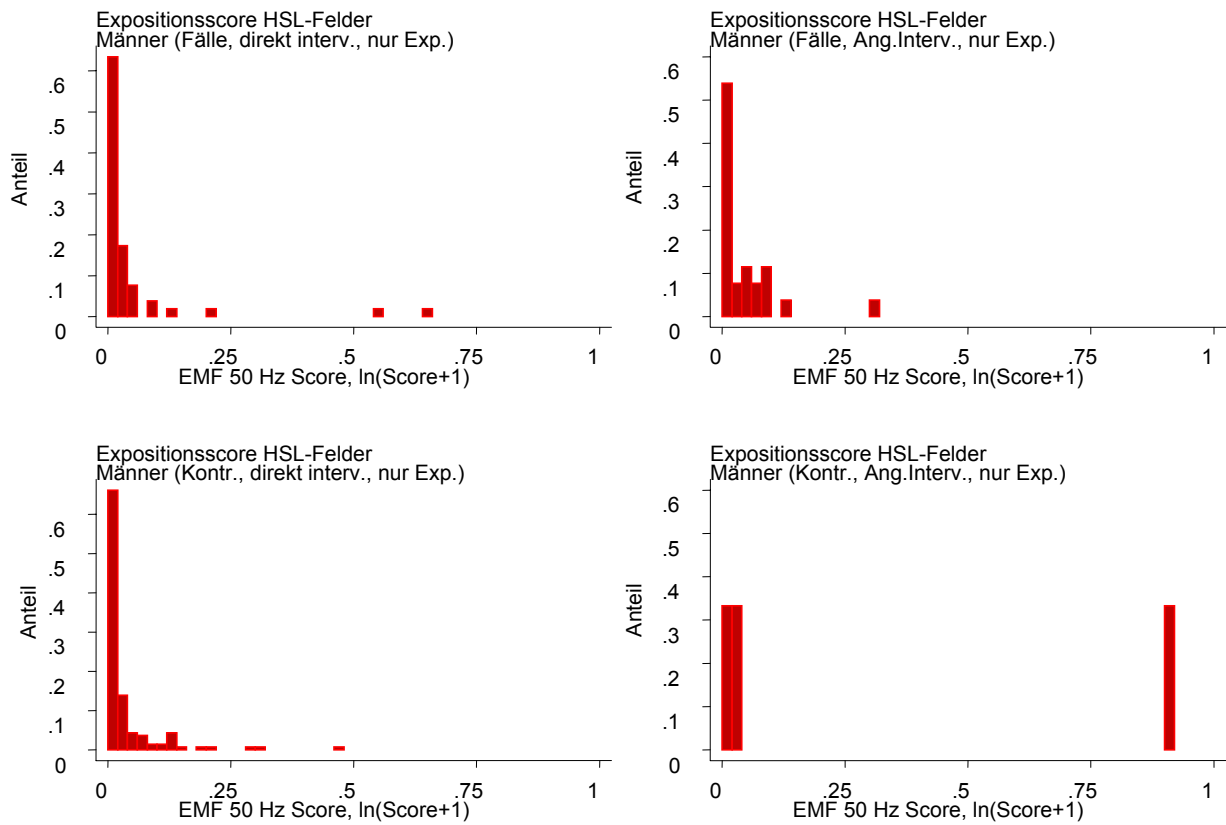 Expositionsscore HSL-Felder
Männer (Fälle, direkt interv., nur Exp.)
Anteil
.6
.5
.4
.3
.2
.1
0
0 .25 .5 .75 1
EMF 50 Hz Score, ln(Score+1)
Expositionsscore HSL-Felder
Männer (Fälle, Ang.Interv., nur Exp.)
Anteil
.6
.5
.4
.3
.2
.1
0
0 .25 .5 .75 1
EMF 50 Hz Score, ln(Score+1)
Expositionsscore HSL-Felder
Männer (Kontr., direkt interv., nur Exp.)
Anteil
.6
.5
.4
.3
.2
.1
0
0 .25 .5 .75 1
EMF 50 Hz Score, ln(Score+1)
Expositionsscore HSL-Felder
Männer (Kontr., Ang.Interv., nur Exp.)
Anteil
.6
.5
.4
.3
.2
.1
0
0 .25 .5 .75 1
EMF 50 Hz Score, ln(Score+1)